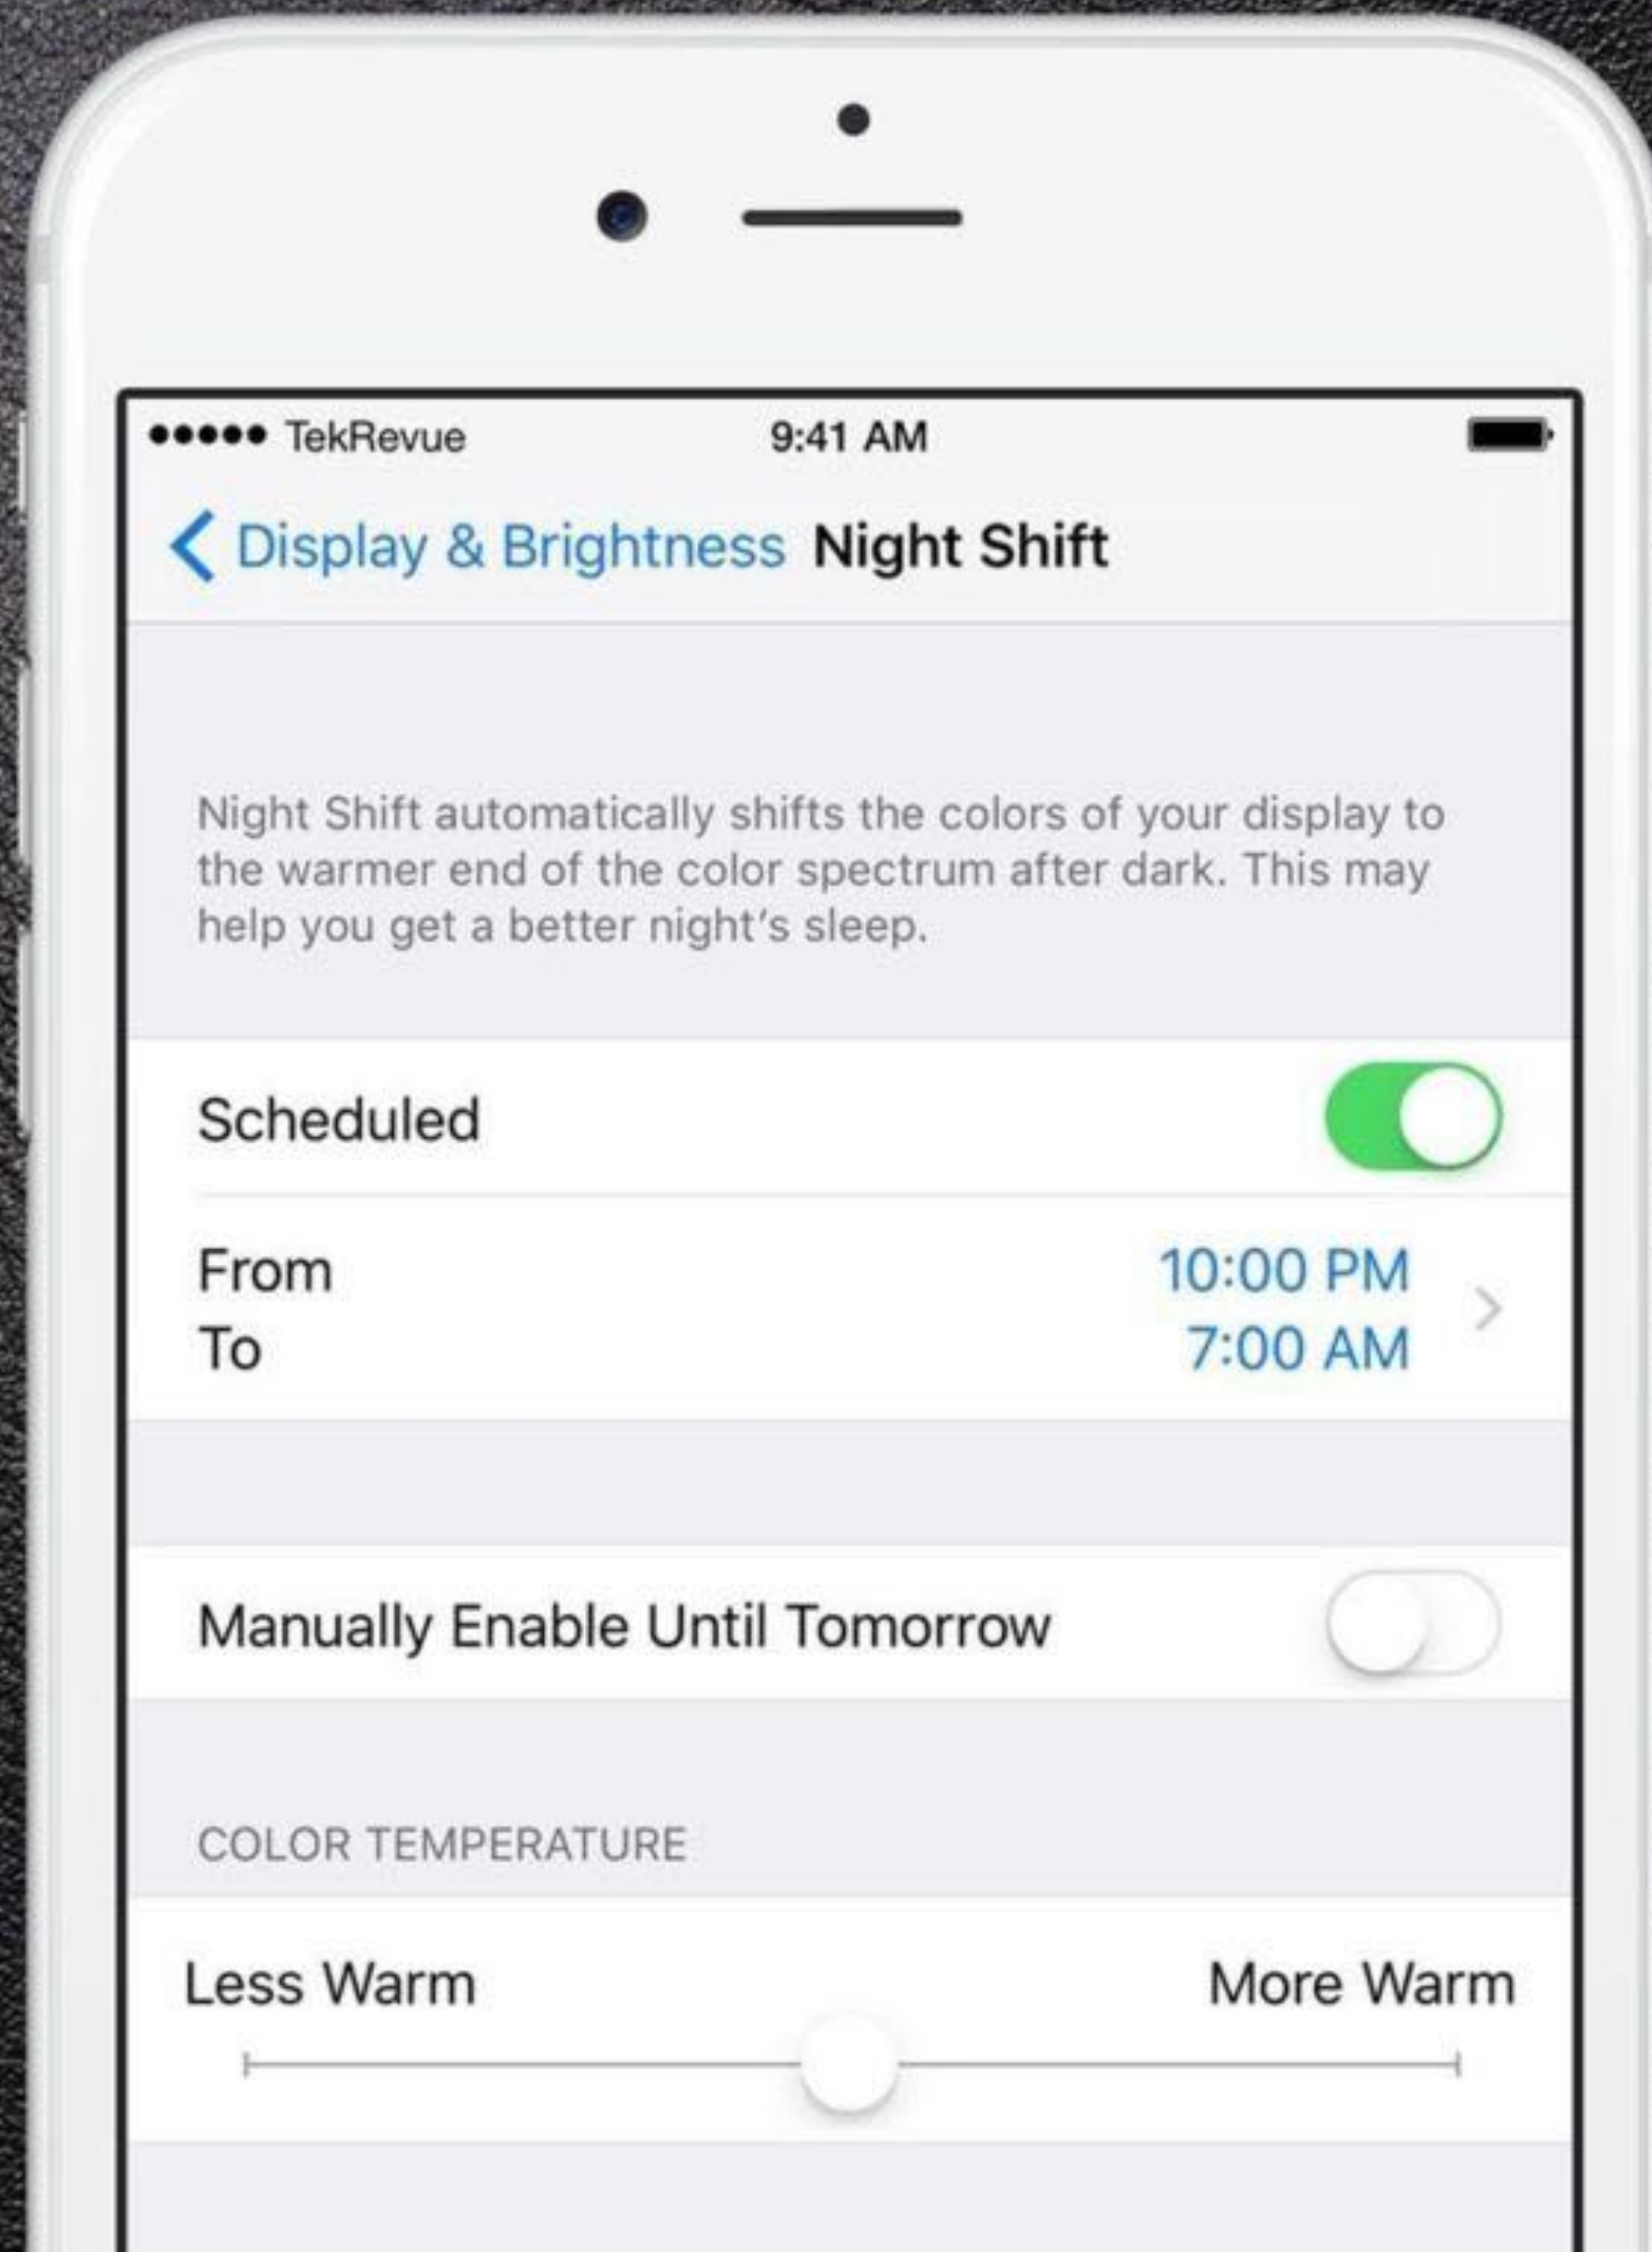 TekRevue 9:41 AM
Display & Brightness Night Shift
Night Shift automatically shifts the colors of your display to
the warmer end of the color spectrum after dark. This may
help you get a better night’s sleep.
Scheduled
From 10:00 PM
To 7:00 AM
Manually Enable Until Tomorrow
COLOR TEMPERATURE
Less Warm More Warm